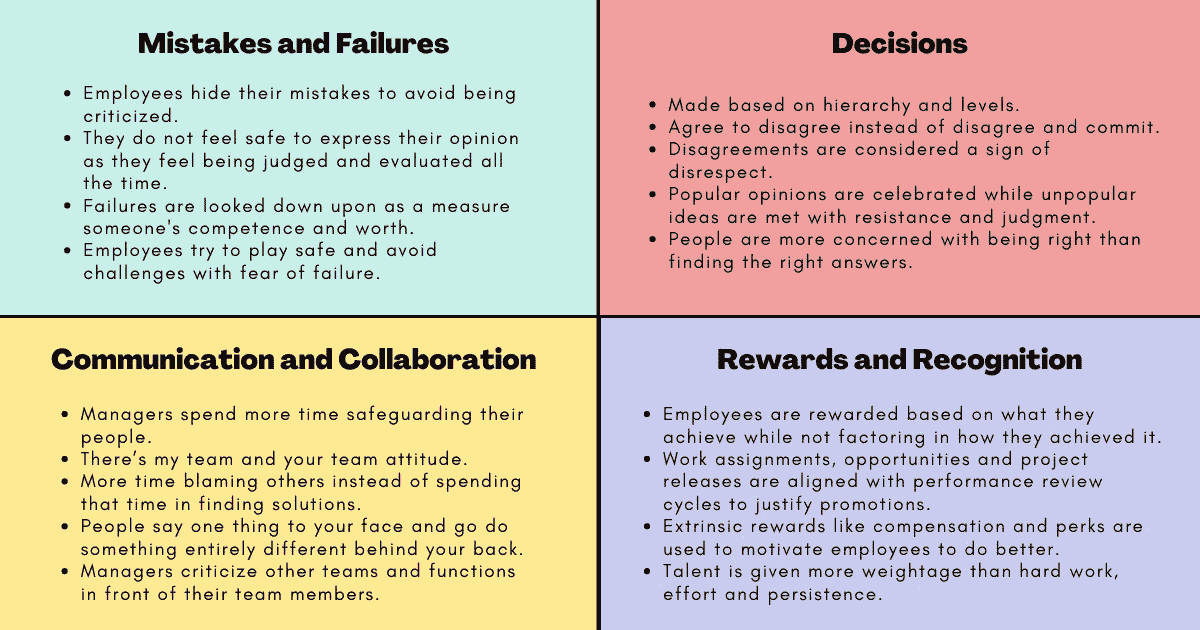 Mistakes and Failures
• Employees hide their mistakes to avoid being
criticized.
• They do not feel safe to express their opinion
as they feel being judged and evaluated all
the time.
• Failures are looked down upon as a measure
someone's competence and worth.
• Employees try to play safe and avoid
challenges with fear of failure.
Decisions
• Made based on hierarchy and levels.
• Agree to disagree instead of disagree and commit.
• Disagreements are considered a sign of
disrespect.
• Popular opinions are celebrated while unpopular
ideas are met with resistance and judgment.
• People are more concerned with being right than
finding the right answers.
Communication and Collaboration
• Managers spend more time safeguarding their
people.
• There's my team and your team attitude.
• More time blaming others instead of spending
that time in finding solutions.
• People say one thing to your face and go do
something entirely different behind your back.
• Managers criticize other teams and functions
in front of their team members.
Rewards and Recognition
• Employees are rewarded based on what they
achieve while not factoring in how they achieved it.
• Work assignments, opportunities and project
releases are aligned with performance review
cycles to justify promotions.
• Extrinsic rewards like compensation and perks are
used to motivate employees to do better.
• Talent is given more weightage than hard work,
effort and persistence.